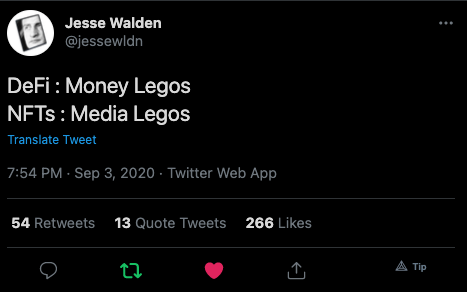 Jesse Walden
@jessewldn
DeFi : Money Legos
NFTs : Media Legos
Translate Tweet
7:54 PM · Sep 3, 2020 · Twitter Web App
54 Retweets 13 Quote Tweets 266 Likes
Tip